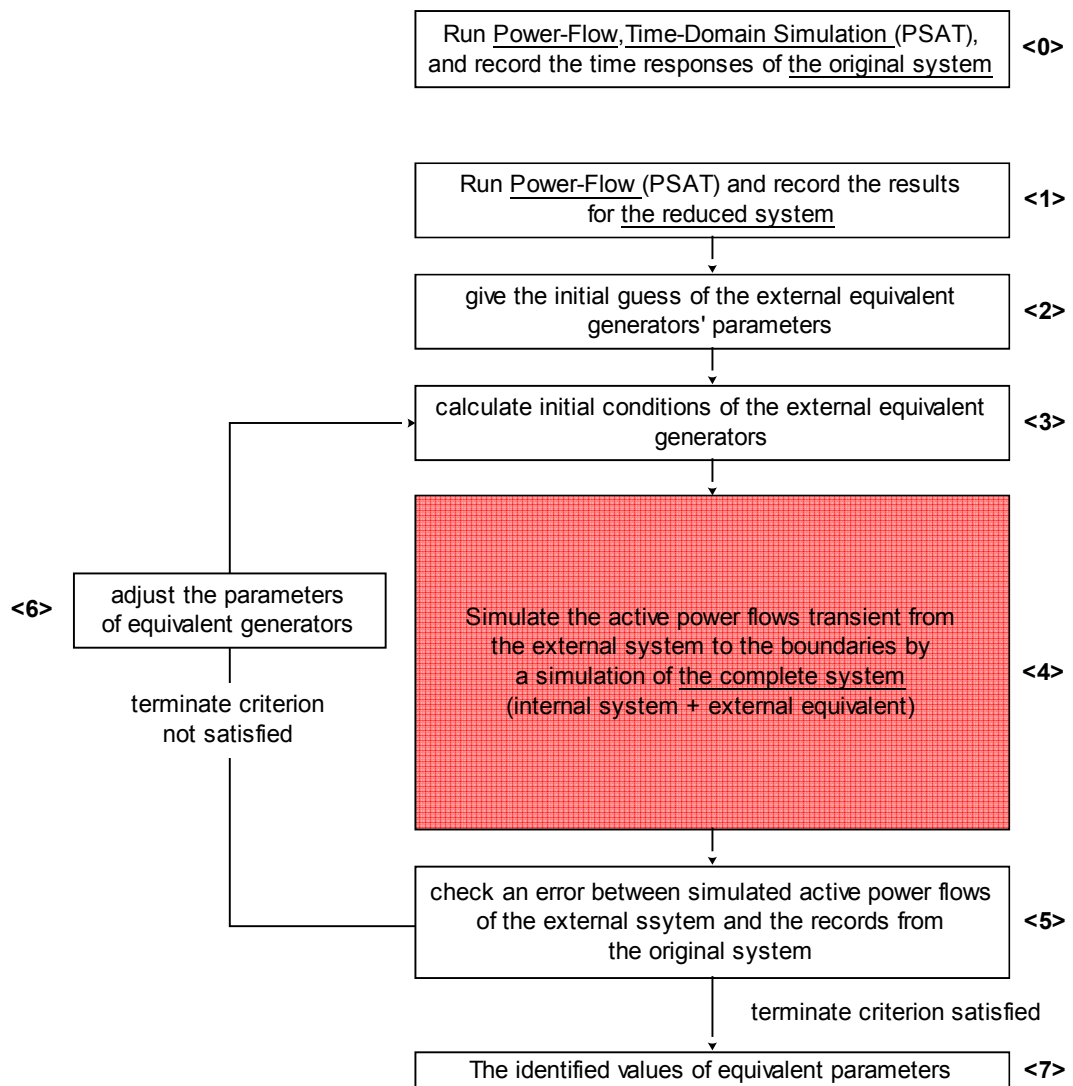 Run Power-Flow,Time-Domain Simulation (PSAT),
and record the time responses of the original system
<0>
Run Power-Flow (PSAT) and record the results
for the reduced system
<1>
give the initial guess of the external equivalent
generators' parameters
<2>
calculate initial conditions of the external equivalent
generators
<3>
Simulate the active power flows transient from
the external system to the boundaries by
a simulation of the complete system
(internal system + external equivalent)
<4>
<6>
adjust the parameters
of equivalent generators
terminate criterion
not satisfied
check an error between simulated active power flows
of the external ssytem and the records from
the original system
<5>
terminate criterion satisfied
The identified values of equivalent parameters
<7>